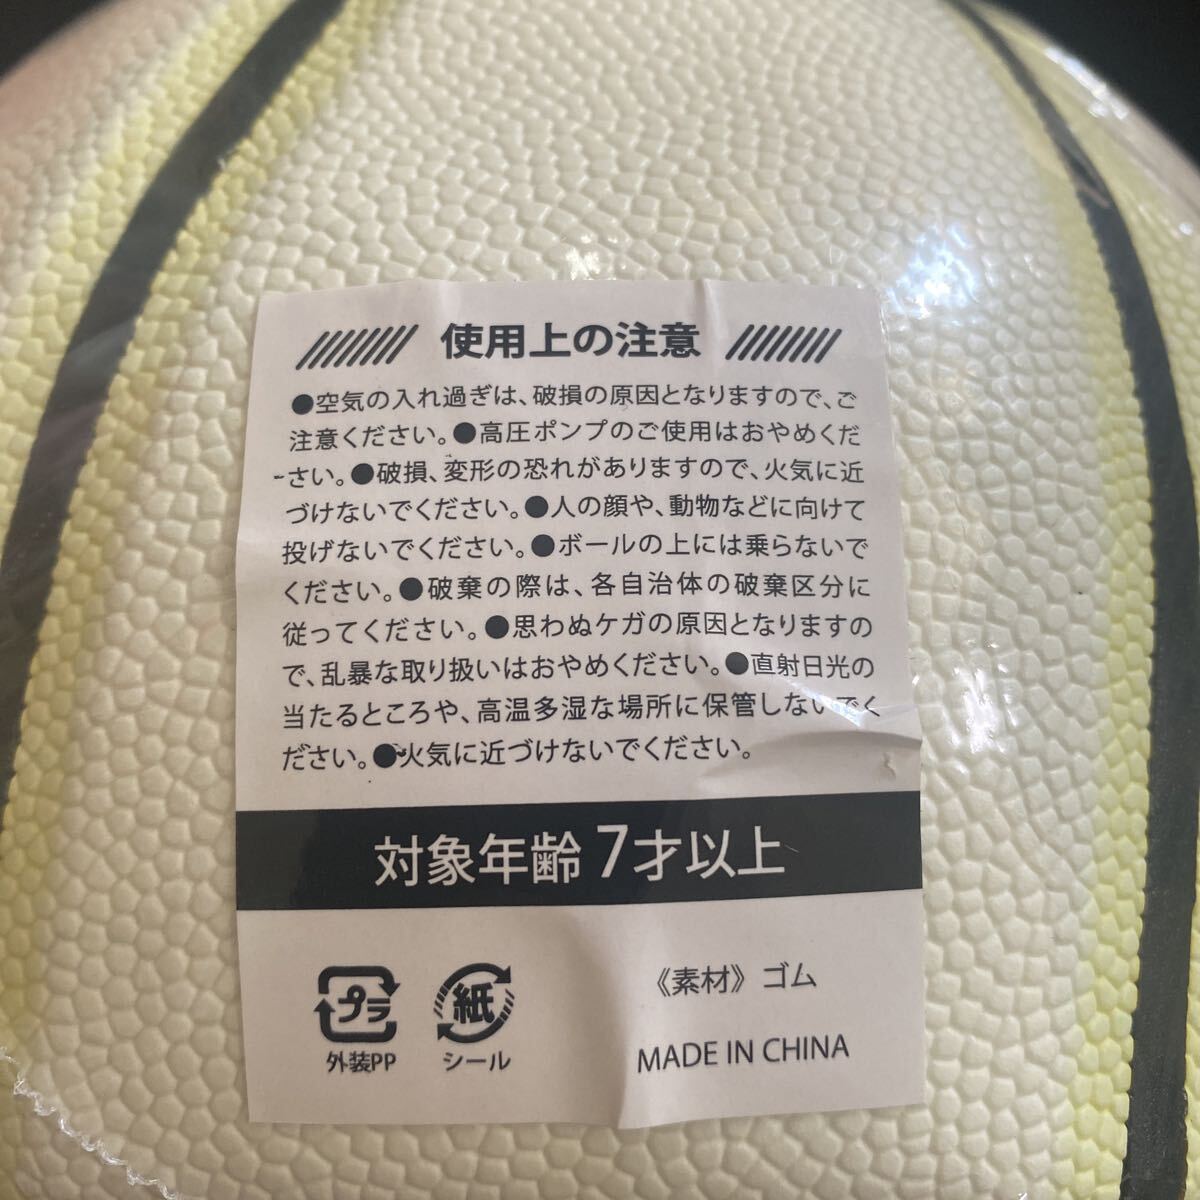 使用上の注意
●空気の入れ過ぎは、破損の原因となりますので、ご
注意ください。●高圧ポンプのご使用はおやめくだ
さい。●破損、変形の恐れがありますので、火気に近
づけないでください。●人の顔や、動物などに向けて
投げないでください。●ボールの上には乗らないで
ください。●破棄の際は、各自治体の破棄区分に
従ってください。●思わぬケガの原因となりますの
で、乱暴な取り扱いはおやめください。●直射日光の
当たるところや、高温多湿な場所に保管しないでく
ださい。●火気に近づけないでください。
対象年齢 7才以上
プラ
外装PP
紙
シール
《素材》ゴム
MADE IN CHINA